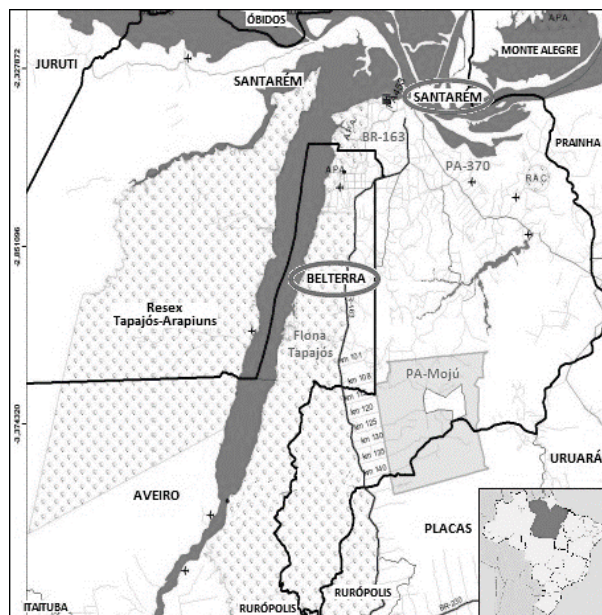 ÓBIDOS
A.P.A.
MONTE ALEGRE
JURUTI
SANTARÉM
SANTARÉM
A.P.A.
BR-163
PRAINHA
PA-370
A.P.A.
R.A.C.
-2,327872
-2,851096
BELTERRA
Resex
Tapajós-Arapiuns
Flona
Tapajós
km 101
km 108
PA-Mojú
km 120
km 125
km 130
km 135
km 140
-3,374320
URUARÁ
AVEIRO
PLACAS
RURÓPOLIS
ITAITUBA
RURÓPOLIS
BR-230